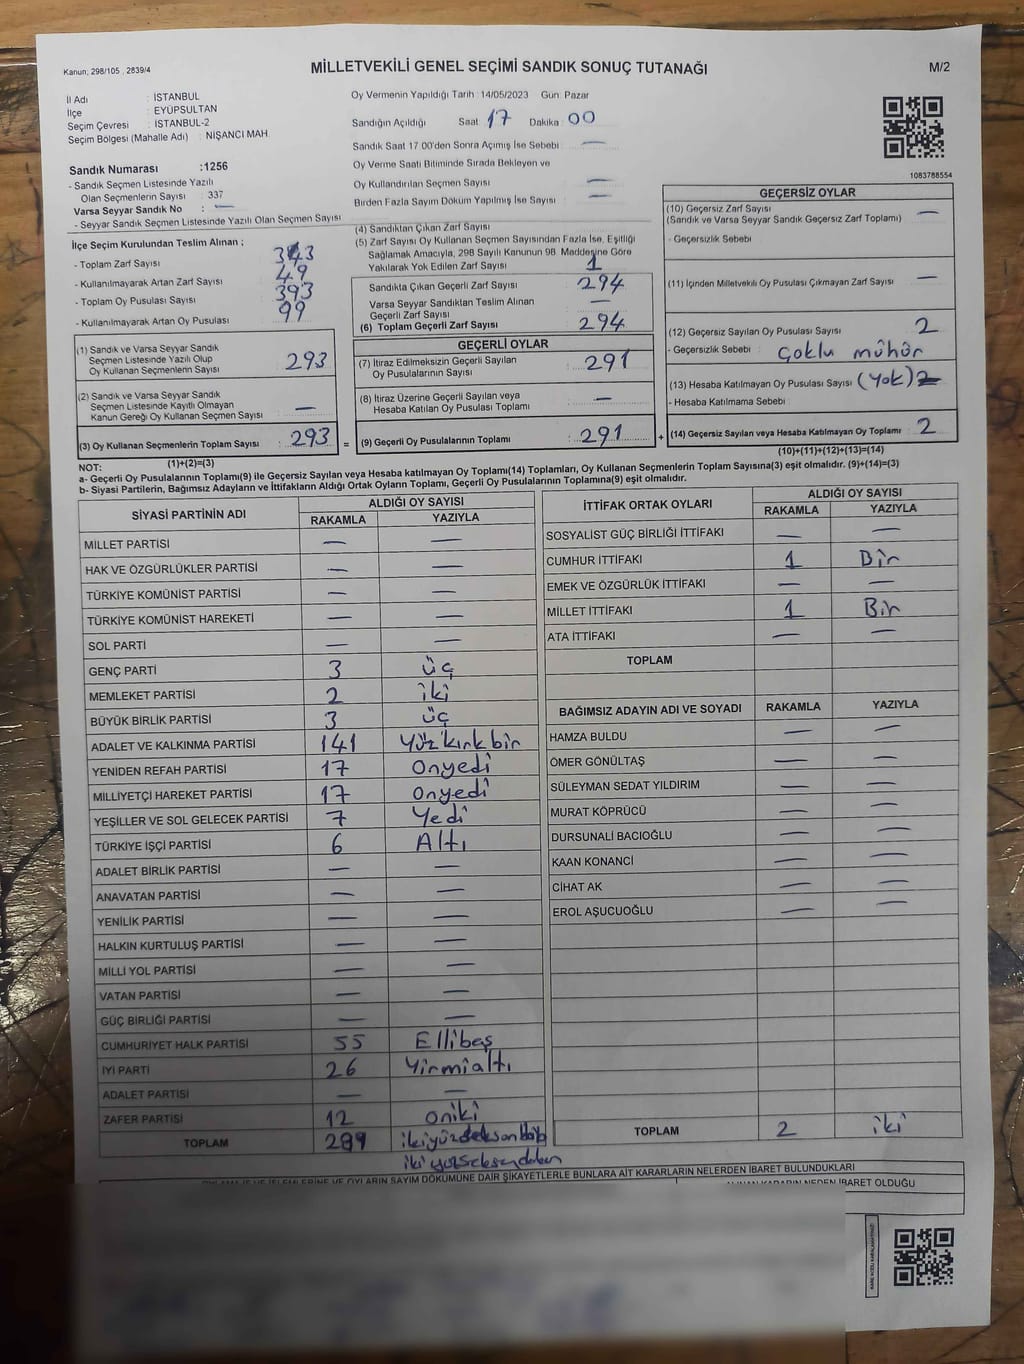 Kanun; 298/105 , 2839/4
MİLLETVEKİLİ GENEL SEÇİMİ SANDIK SONUÇ TUTANAĞI
M/2
İl Adı : İSTANBUL
İlçe : EYÜPSULTAN
Seçim Çevresi : İSTANBUL-2
Seçim Bölgesi (Mahalle Adı) : NİŞANCI MAH.
Sandık Numarası :1256
- Sandık Seçmen Listesinde Yazılı
Olan Seçmenlerin Sayısı : 337
Varsa Seyyar Sandık No : —
- Seyyar Sandık Seçmen Listesinde Yazılı Olan Seçmen Sayısı
Oy Vermenin Yapıldığı Tarih : 14/05/2023 Gün: Pazar
Sandığın Açıldığı Saat: 17 Dakika: 00
Sandık Saat 17.00'den Sonra Açımış İse Sebebi : —
Oy Verme Saati Bitiminde Sırada Bekleyen ve
Oy Kullandırılan Seçmen Sayısı : —
Birden Fazla Sayım Döküm Yapılmış İse Sayısı : —
1083788554
İlçe Seçim Kurulundan Teslim Alınan ;
- Toplam Zarf Sayısı : 343
- Kullanılmayarak Artan Zarf Sayısı : 49
- Toplam Oy Pusulası Sayısı : 393
- Kullanılmayarak Artan Oy Pusulası : 99
(1) Sandık ve Varsa Seyyar Sandık
Seçmen Listesinde Yazılı Olup
Oy Kullanan Seçmenlerin Sayısı : 293
(2) Sandık ve Varsa Seyyar Sandık
Seçmen Listesinde Kayıtlı Olmayan
Kanun Gereği Oy Kullanan Seçmen Sayısı : —
(3) Oy Kullanan Seçmenlerin Toplam Sayısı : 293 =
(1)+(2)=(3)
(4) Sandıktan Çıkan Zarf Sayısı
(5) Zarf Sayısı Oy Kullanan Seçmen Sayısından Fazla İse, Eşitliği
Sağlamak Amacıyla, 298 Sayılı Kanunun 98. Maddesine Göre
Yakılarak Yok Edilen Zarf Sayısı : 1
Sandıkta Çıkan Geçerli Zarf Sayısı : 294
Varsa Seyyar Sandıktan Teslim Alınan
Geçerli Zarf Sayısı : —
(6) Toplam Geçerli Zarf Sayısı : 294
GEÇERLİ OYLAR
(7) İtiraz Edilmeksizin Geçerli Sayılan
Oy Pusulalarının Sayısı : 291
(8) İtiraz Üzerine Geçerli Sayılan veya
Hesaba Katılan Oy Pusulası Toplamı : —
(9) Geçerli Oy Pusulalarının Toplamı : 291 +
GEÇERSİZ OYLAR
(10) Geçersiz Zarf Sayısı
(Sandık ve Varsa Seyyar Sandık Geçersiz Zarf Toplamı) : —
- Geçersizlik Sebebi :
(11) İçinden Milletvekili Oy Pusulası Çıkmayan Zarf Sayısı : —
(12) Geçersiz Sayılan Oy Pusulası Sayısı : 2
- Geçersizlik Sebebi : Çoklu mühür
(13) Hesaba Katılmayan Oy Pusulası Sayısı : (Yok) 2
- Hesaba Katılmama Sebebi :
(14) Geçersiz Sayılan veya Hesaba Katılmayan Oy Toplamı : 2
(10)+(11)+(12)+(13)=(14)
NOT:
a- Geçerli Oy Pusulalarının Toplamı(9) ile Geçersiz Sayılan veya Hesaba katılmayan Oy Toplamı(14) Toplamları, Oy Kullanan Seçmenlerin Toplam Sayısına(3) eşit olmalıdır. (9)+(14)=(3)
b- Siyasi Partilerin, Bağımsız Adayların ve İttifakların Aldığı Ortak Oyların Toplamı, Geçerli Oy Pusulalarının Toplamına(9) eşit olmalıdır.
SİYASİ PARTİNİN ADI ALDIĞI OY SAYISI
RAKAMLA YAZIYLA
MİLLET PARTİSİ — —
HAK VE ÖZGÜRLÜKLER PARTİSİ — —
TÜRKİYE KOMÜNİST PARTİSİ — —
TÜRKİYE KOMÜNİST HAREKETİ — —
SOL PARTİ — —
GENÇ PARTİ 3 üç
MEMLEKET PARTİSİ 2 iki
BÜYÜK BİRLİK PARTİSİ 3 üç
ADALET VE KALKINMA PARTİSİ 141 Yüz kırk bir
YENİDEN REFAH PARTİSİ 17 Onyedi
MİLLİYETÇİ HAREKET PARTİSİ 17 Onyedi
YEŞİLLER VE SOL GELECEK PARTİSİ 7 Yedi
TÜRKİYE İŞÇİ PARTİSİ 6 Altı
ADALET BİRLİK PARTİSİ — —
ANAVATAN PARTİSİ — —
YENİLİK PARTİSİ — —
HALKIN KURTULUŞ PARTİSİ — —
MİLLİ YOL PARTİSİ — —
VATAN PARTİSİ — —
GÜÇ BİRLİĞİ PARTİSİ — —
CUMHURİYET HALK PARTİSİ 55 Ellibeş
İYİ PARTİ 26 Yirmialtı
ADALET PARTİSİ — —
ZAFER PARTİSİ 12 Oniki
TOPLAM 289
İTTİFAK ORTAK OYLARI ALDIĞI OY SAYISI
RAKAMLA YAZIYLA
SOSYALİST GÜÇ BİRLİĞİ İTTİFAKI — —
CUMHUR İTTİFAKI 1 Bir
EMEK VE ÖZGÜRLÜK İTTİFAKI — —
MİLLET İTTİFAKI 1 Bir
ATA İTTİFAKI — —
TOPLAM
BAĞIMSIZ ADAYIN ADI VE SOYADI RAKAMLA YAZIYLA
HAMZA BULDU — —
ÖMER GÖNÜLTAŞ — —
SÜLEYMAN SEDAT YILDIRIM — —
MURAT KÖPRÜCÜ — —
DURSUNALİ BACIOĞLU — —
KAAN KONANCİ — —
CİHAT AK — —
EROL AŞUCUOĞLU — —
TOPLAM 2 iki
OYLARIN SAYIM DÖKÜMÜNE DAİR ŞİKAYETLERLE BUNLARA AİT KARARLARIN NELERDEN İBARET BULUNDUKLARI
ALINAN KARARIN NEDEN İBARET OLDUĞU